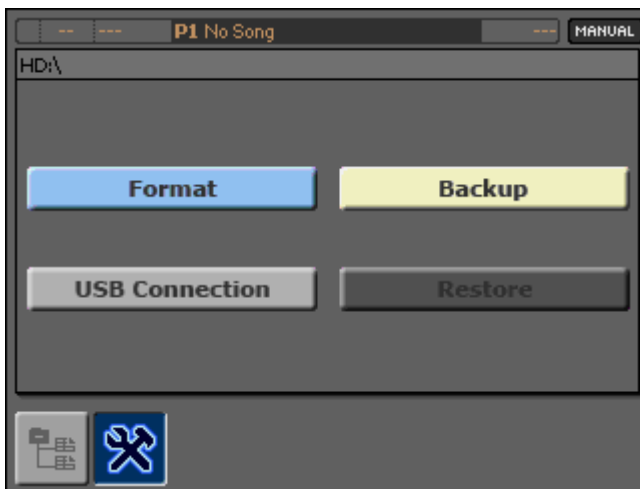 -- --- P1 No Song --- MANUAL
HD:\
Format Backup
USB Connection Restore